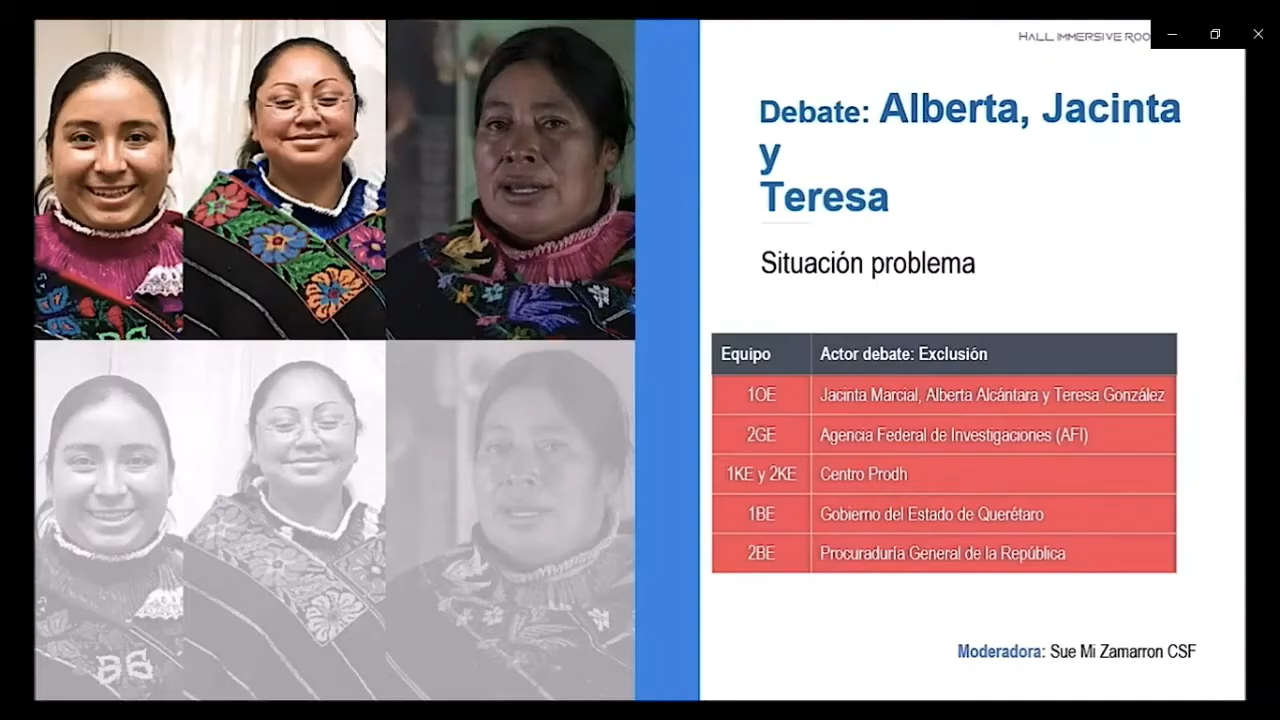 HALL IMMERSIVE ROO
Debate: Alberta, Jacinta
y
Teresa
Situación problema
Equipo Actor debate: Exclusión
1OE Jacinta Marcial, Alberta Alcántara y Teresa González
2GE Agencia Federal de Investigaciones (AFI)
1KE y 2KE Centro Prodh
1BE Gobierno del Estado de Querétaro
2BE Procuraduría General de la República
Moderadora: Sue Mi Zamarron CSF